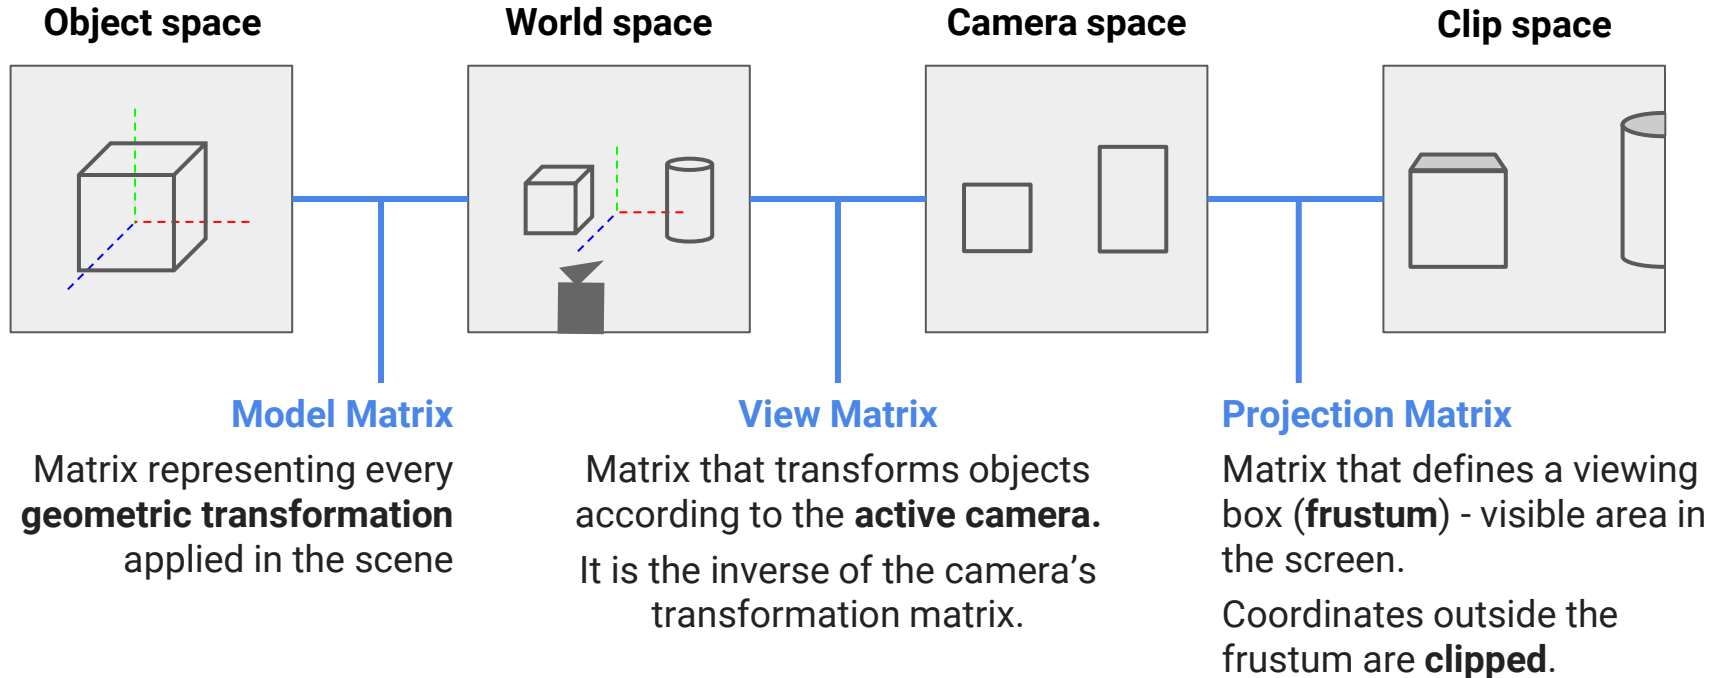 Object space
World space
Camera space
Clip space
Model Matrix
Matrix representing every
geometric transformation
applied in the scene
View Matrix
Matrix that transforms objects
according to the active camera.
It is the inverse of the camera’s
transformation matrix.
Projection Matrix
Matrix that defines a viewing
box (frustum) - visible area in
the screen.
Coordinates outside the
frustum are clipped.